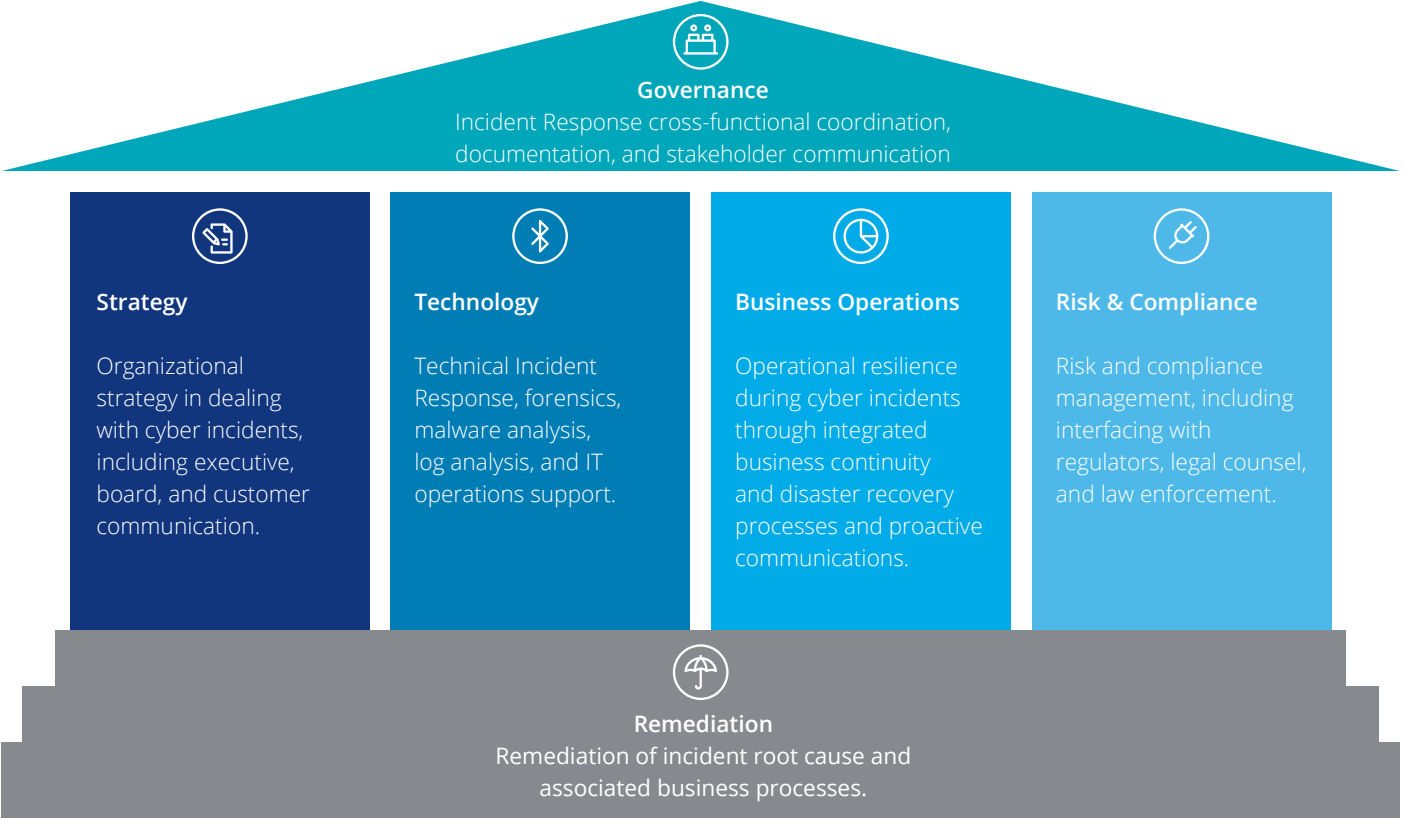 Governance
Incident Response cross-functional coordination,
documentation, and stakeholder communication
Strategy
Organizational
strategy in dealing
with cyber incidents,
including executive,
board, and customer
communication.
Technology
Technical Incident
Response, forensics,
malware analysis,
log analysis, and IT
operations support.
Business Operations
Operational resilience
during cyber incidents
through integrated
business continuity
and disaster recovery
processes and proactive
communications.
Risk & Compliance
Risk and compliance
management, including
interfacing with
regulators, legal counsel,
and law enforcement.
Remediation
Remediation of incident root cause and
associated business processes.